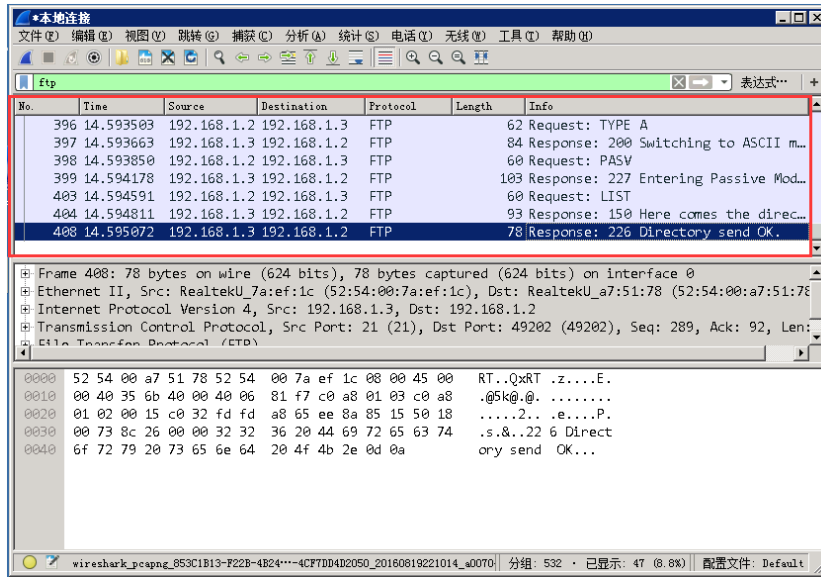 *本地连接
文件(F) 编辑(E) 视图(V) 跳转(G) 捕获(C) 分析(A) 统计(S) 电话(Y) 无线(W) 工具(T) 帮助(H)
ftp 表达式… +
No. Time Source Destination Protocol Length Info
396 14.593503 192.168.1.2 192.168.1.3 FTP 62 Request: TYPE A
397 14.593663 192.168.1.3 192.168.1.2 FTP 84 Response: 200 Switching to ASCII m…
398 14.593850 192.168.1.2 192.168.1.3 FTP 60 Request: PASV
399 14.594178 192.168.1.3 192.168.1.2 FTP 103 Response: 227 Entering Passive Mod…
403 14.594591 192.168.1.2 192.168.1.3 FTP 60 Request: LIST
404 14.594811 192.168.1.3 192.168.1.2 FTP 93 Response: 150 Here comes the direc…
408 14.595072 192.168.1.3 192.168.1.2 FTP 78 Response: 226 Directory send OK.
Frame 408: 78 bytes on wire (624 bits), 78 bytes captured (624 bits) on interface 0
Ethernet II, Src: RealtekU_7a:ef:1c (52:54:00:7a:ef:1c), Dst: RealtekU_a7:51:78 (52:54:00:a7:51:78
Internet Protocol Version 4, Src: 192.168.1.3, Dst: 192.168.1.2
Transmission Control Protocol, Src Port: 21 (21), Dst Port: 49202 (49202), Seq: 289, Ack: 92, Len:
File Transfer Protocol (FTP)
0000 52 54 00 a7 51 78 52 54 00 7a ef 1c 08 00 45 00 RT..QxRT .z....E.
0010 00 40 35 6b 40 00 40 06 81 f7 c0 a8 01 03 c0 a8 .@5k@.@. ........
0020 01 02 00 15 c0 32 fd fd a8 65 ee 8a 85 15 50 18 .....2.. .e....P.
0030 00 73 8c 26 00 00 32 32 36 20 44 69 72 65 63 74 .s.&..22 6 Direct
0040 6f 72 79 20 73 65 6e 64 20 4f 4b 2e 0d 0a ory send OK...
wireshark_pcapng_853C1B13-F22B-4B24…-4CF7DD4D2050_20160819221014_a0070 分组: 532 · 已显示: 47 (8.8%) 配置文件: Default